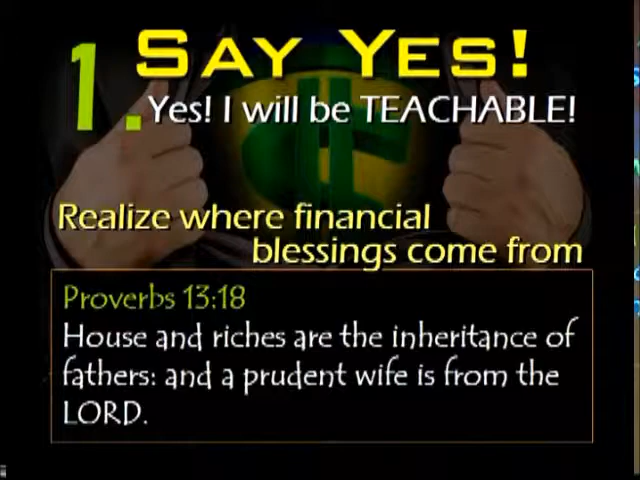 1. SAY YES!
Yes! I will be TEACHABLE!
Realize where financial
blessings come from
Proverbs 13:18
House and riches are the inheritance of
fathers: and a prudent wife is from the
LORD.